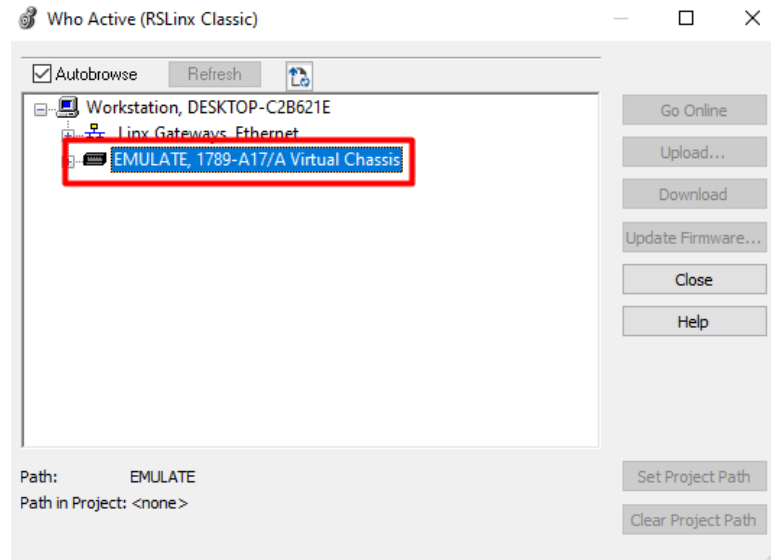 Who Active (RSLinx Classic)
Autobrowse
Refresh
Workstation, DESKTOP-C2B621E
Linx Gateways, Ethernet
EMULATE, 1789-A17/A Virtual Chassis
Go Online
Upload...
Download
Update Firmware...
Close
Help
Path: EMULATE
Path in Project: <none>
Set Project Path
Clear Project Path